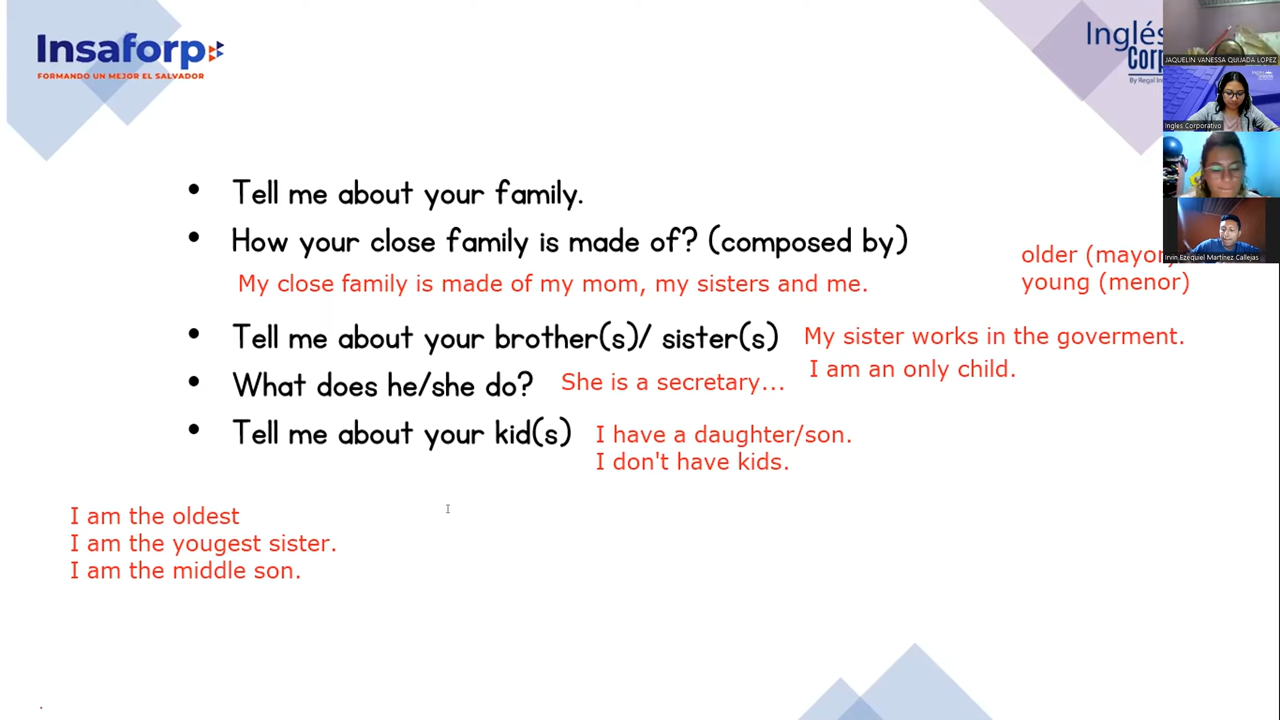 Insaforp
FORMANDO UN MEJOR EL SALVADOR
Inglés
Corp
By Regal In
JAQUELIN VANESSA QUIJADA LOPEZ
Ingles Corporativo
Irvin Ezequiel Martínez Callejas
• Tell me about your family.
• How your close family is made of? (composed by)
older (mayor)
My close family is made of my mom, my sisters and me.
young (menor)
• Tell me about your brother(s)/ sister(s)
My sister works in the goverment.
I am an only child.
• What does he/she do?
She is a secretary...
• Tell me about your kid(s)
I have a daughter/son.
I don't have kids.
I am the oldest
I am the yougest sister.
I am the middle son.